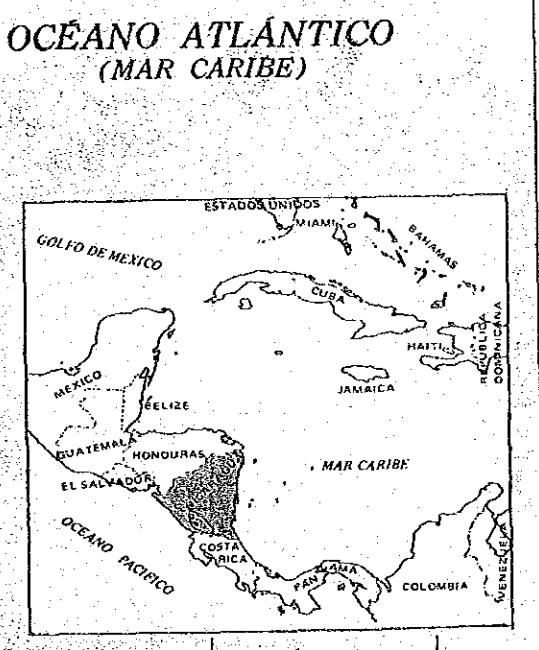 OCÉANO ATLÁNTICO
(MAR CARIBE)
ESTADOS UNIDOS
MIAMI
BAHAMAS
GOLFO DE MEXICO
CUBA
HAITI
REPUBLICA
DOMINICANA
JAMAICA
MEXICO
BELIZE
GUATEMALA
HONDURAS
MAR CARIBE
EL SALVADOR
OCEANO PACIFICO
COSTA
RICA
PANAMA
COLOMBIA
VENEZUELA